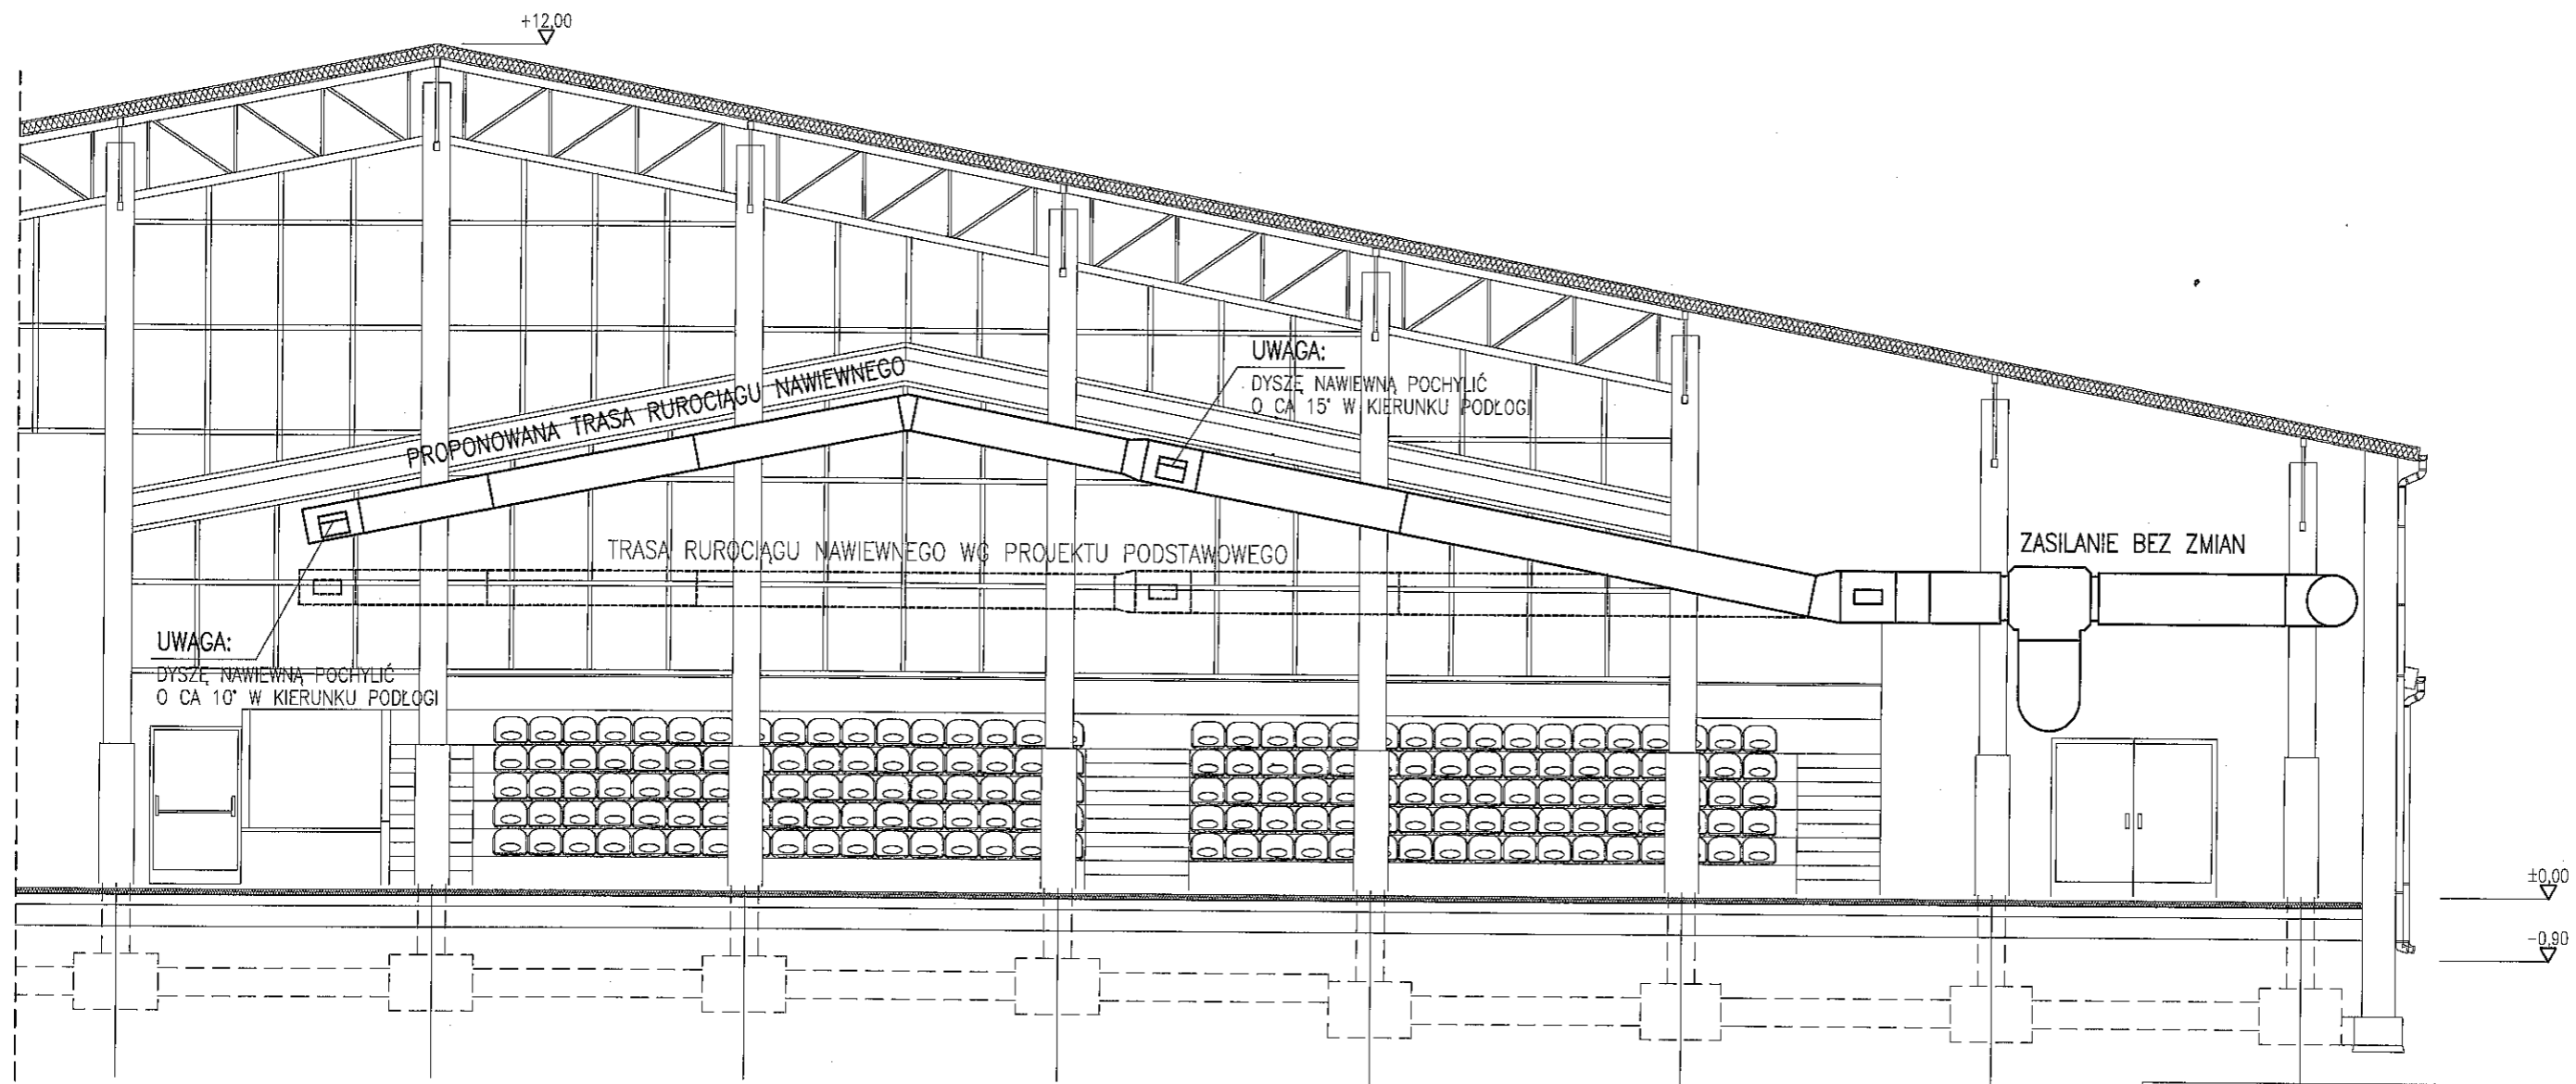 +12,00
UWAGA:
DYSZĘ NAWIEWNĄ POCHYLIĆ
O CA 15° W KIERUNKU PODŁOGI
PROPONOWANA TRASA RUROCIĄGU NAWIEWNEGO
TRASA RUROCIĄGU NAWIEWNEGO WG PROJEKTU PODSTAWOWEGO
ZASILANIE BEZ ZMIAN
UWAGA:
DYSZĘ NAWIEWNĄ POCHYLIĆ
O CA 10° W KIERUNKU PODŁOGI
±0,00
-0,90